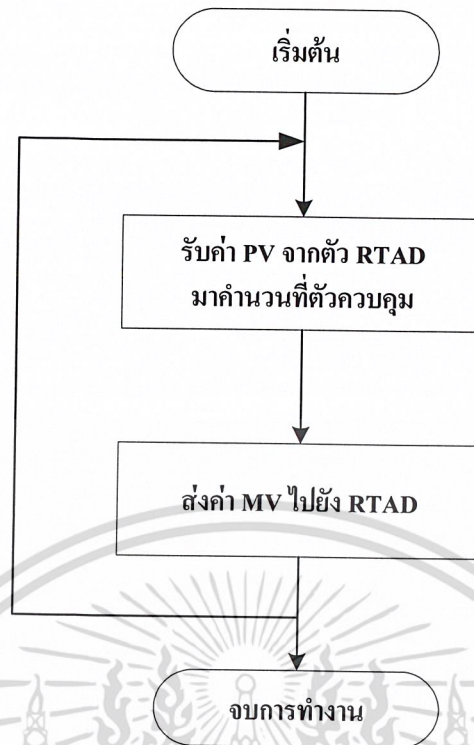 เริ่มต้น
รับค่า PV จากตัว RTAD
มาคำนวนที่ตัวควบคุม
ส่งค่า MV ไปยัง RTAD
จบการทำงาน